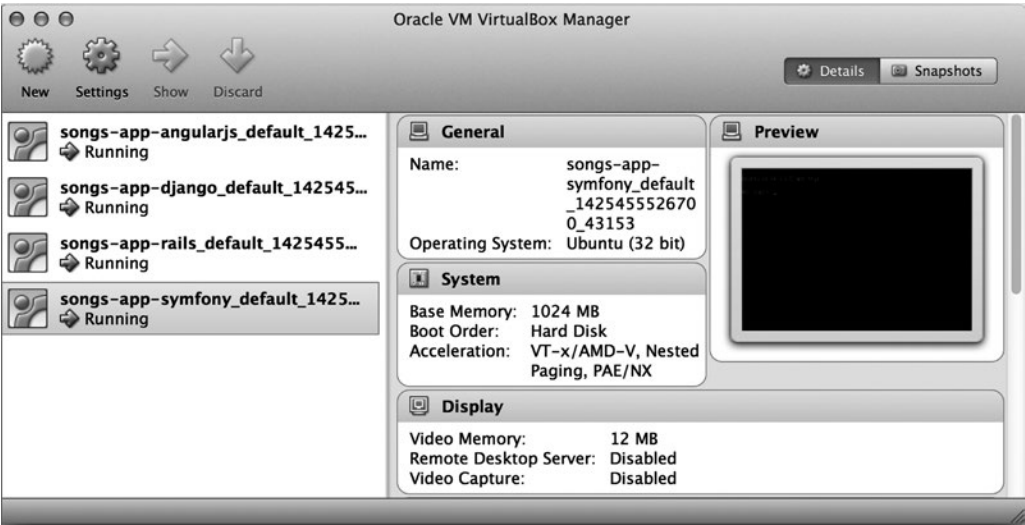 Oracle VM VirtualBox Manager
New
Settings
Show
Discard
Details
Snapshots
songs-app-angularjs_default_1425...
Running
songs-app-django_default_142545...
Running
songs-app-rails_default_1425455...
Running
songs-app-symfony_default_1425...
Running
General
Name: songs-app-
symfony_default
_142545552670
0_43153
Operating System: Ubuntu (32 bit)
System
Base Memory: 1024 MB
Boot Order: Hard Disk
Acceleration: VT-x/AMD-V, Nested
Paging, PAE/NX
Preview
Display
Video Memory: 12 MB
Remote Desktop Server: Disabled
Video Capture: Disabled